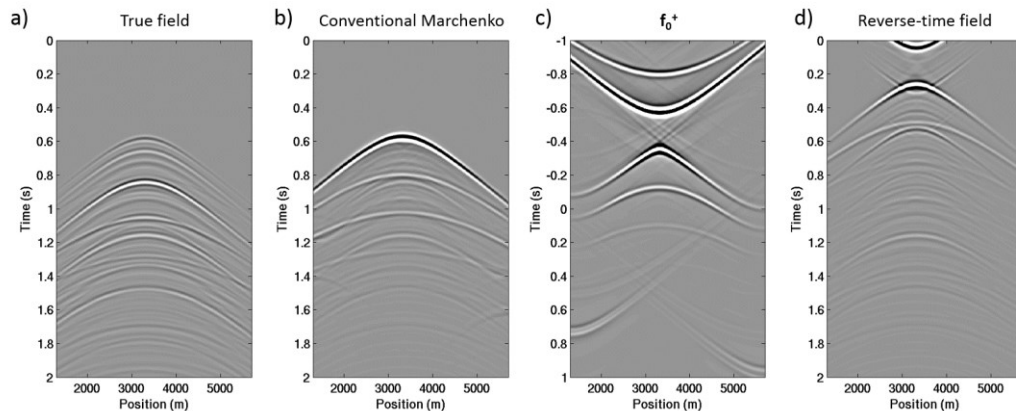 a) True field
b) Conventional Marchenko
c) f₀⁺
d) Reverse-time field
0
0.2
0.4
0.6
0.8
1
1.2
1.4
1.6
1.8
2
Time (s)
2000 3000 4000 5000
Position (m)
0
0.2
0.4
0.6
0.8
1
1.2
1.4
1.6
1.8
2
Time (s)
2000 3000 4000 5000
Position (m)
-1
-0.8
-0.6
-0.4
-0.2
0
0.2
0.4
0.6
0.8
1
Time (s)
2000 3000 4000 5000
Position (m)
0
0.2
0.4
0.6
0.8
1
1.2
1.4
1.6
1.8
2
Time (s)
2000 3000 4000 5000
Position (m)